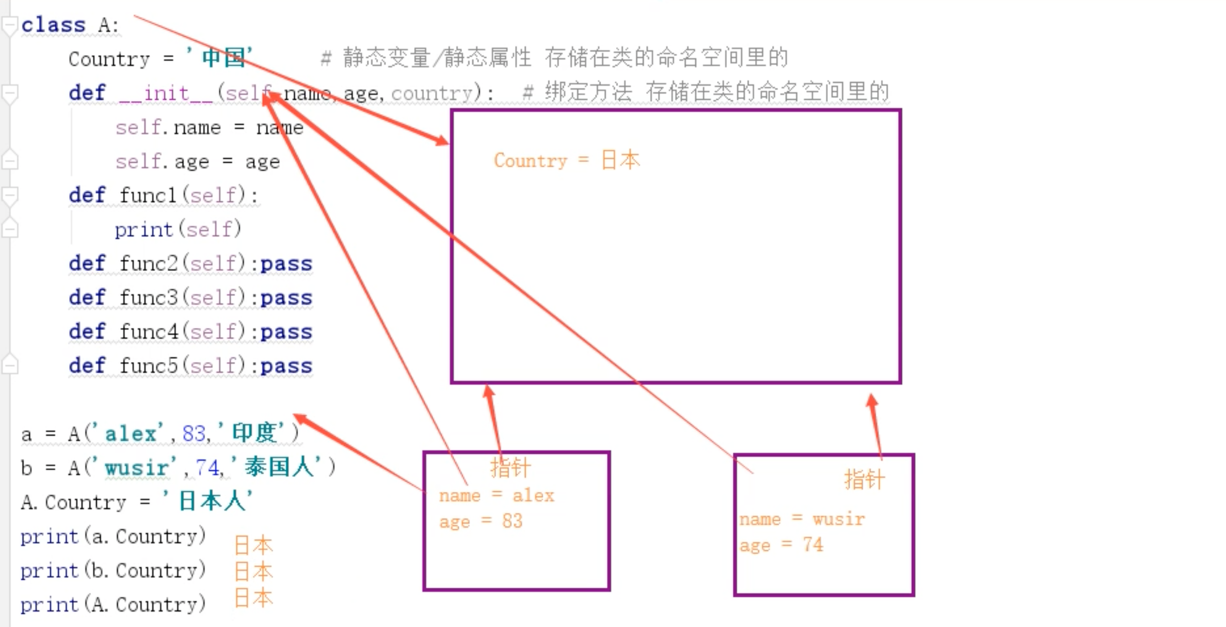 class A:
Country = '中国' # 静态变量/静态属性 存储在类的命名空间里的
def __init__(self,name,age,country): # 绑定方法 存储在类的命名空间里的
self.name = name
self.age = age
def func1(self):
print(self)
def func2(self):pass
def func3(self):pass
def func4(self):pass
def func5(self):pass
Country = 日本
a = A('alex',83,'印度')
b = A('wusir',74,'泰国人')
A.Country = '日本人'
print(a.Country) 日本
print(b.Country) 日本
print(A.Country) 日本
指针
name = alex
age = 83
指针
name = wusir
age = 74